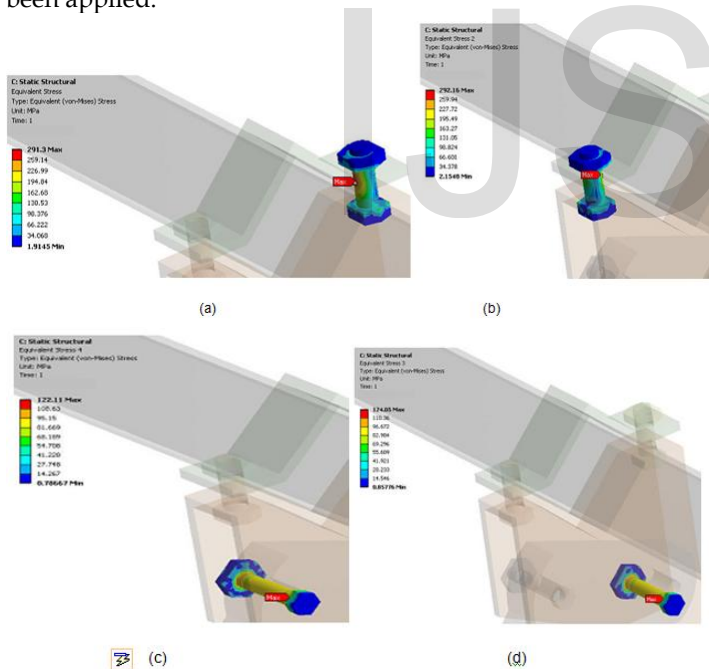 been applied.
IJS
C: Static Structural
Equivalent Stress
Type: Equivalent (von-Mises) Stress
Unit: MPa
Time: 1
291.3 Max
259.14
226.99
194.84
162.68
130.53
98.376
66.222
34.068
1.9145 Min
Max
(a)
C: Static Structural
Equivalent Stress 2
Type: Equivalent (von-Mises) Stress
Unit: MPa
Time: 1
292.16 Max
259.94
227.72
195.49
163.27
131.05
98.824
66.601
34.378
2.1548 Min
Max
(b)
C: Static Structural
Equivalent Stress 4
Type: Equivalent (von-Mises) Stress
Unit: MPa
Time: 1
122.11 Max
108.63
95.15
81.669
68.189
54.708
41.228
27.748
14.267
0.78667 Min
Max
(c)
C: Static Structural
Equivalent Stress 3
Type: Equivalent (von-Mises) Stress
Unit: MPa
Time: 1
124.05 Max
110.36
96.672
82.984
69.296
55.609
41.921
28.233
14.546
0.85776 Min
Max
(d)